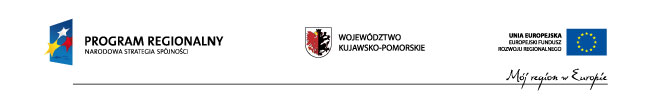 PROGRAM REGIONALNY
NARODOWA STRATEGIA SPÓJNOŚCI
WOJEWÓDZTWO
KUJAWSKO-POMORSKIE
UNIA EUROPEJSKA
EUROPEJSKI FUNDUSZ
ROZWOJU REGIONALNEGO
Mój region w Europie